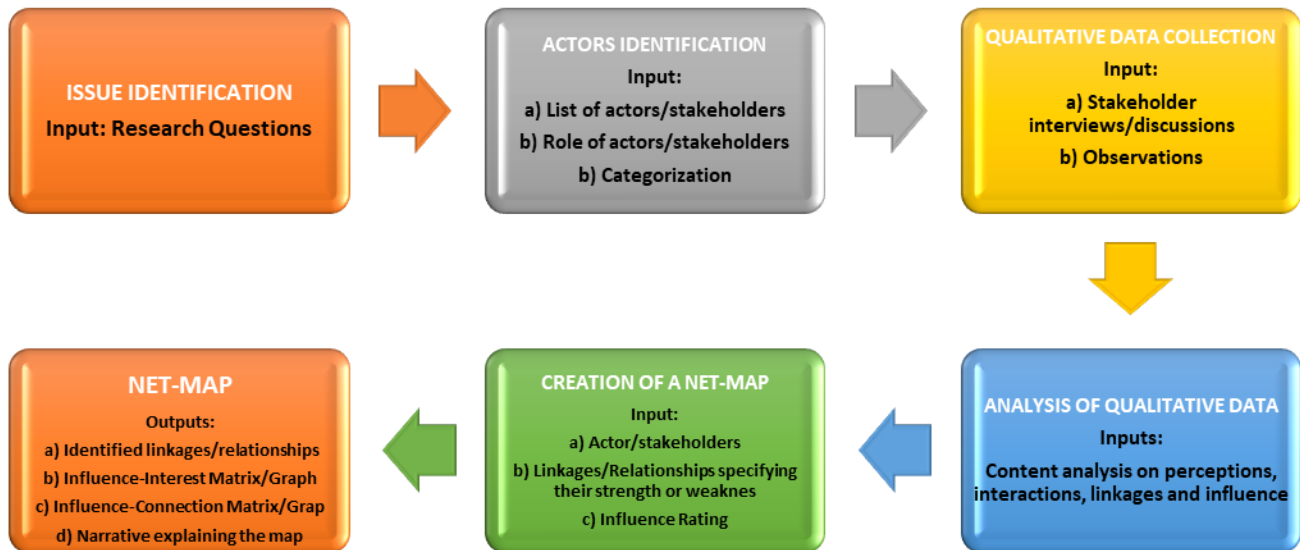 ISSUE IDENTIFICATION
Input: Research Questions
ACTORS IDENTIFICATION
Input:
a) List of actors/stakeholders
b) Role of actors/stakeholders
b) Categorization
QUALITATIVE DATA COLLECTION
Input:
a) Stakeholder
interviews/discussions
b) Observations
ANALYSIS OF QUALITATIVE DATA
Inputs:
Content analysis on perceptions,
interactions, linkages and influence
CREATION OF A NET-MAP
Input:
a) Actor/stakeholders
b) Linkages/Relationships specifying
their strength or weaknes
c) Influence Rating
NET-MAP
Outputs:
a) Identified linkages/relationships
b) Influence-Interest Matrix/Graph
c) Influence-Connection Matrix/Grap
d) Narrative explaining the map